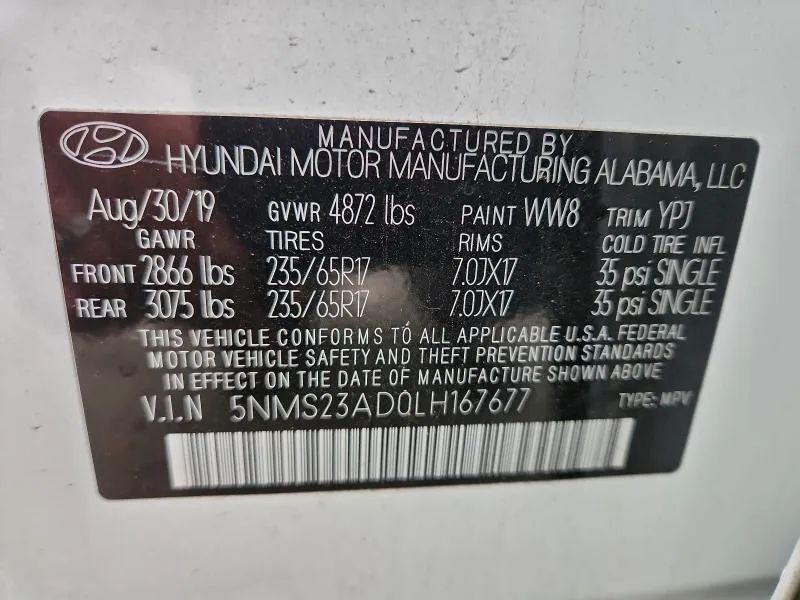 MANUFACTURED BY
HYUNDAI MOTOR MANUFACTURING ALABAMA, LLC
Aug/30/19 GVWR 4872 lbs PAINT WW8 TRIM YPJ
GAWR TIRES RIMS COLD TIRE INFL
FRONT 2866 lbs 235/65R17 7.0JX17 35 psi SINGLE
REAR 3075 lbs 235/65R17 7.0JX17 35 psi SINGLE
THIS VEHICLE CONFORMS TO ALL APPLICABLE U.S.A. FEDERAL
MOTOR VEHICLE SAFETY AND THEFT PREVENTION STANDARDS
IN EFFECT ON THE DATE OF MANUFACTURE SHOWN ABOVE.
V.I.N 5NMS23AD0LH167677 TYPE: MPV